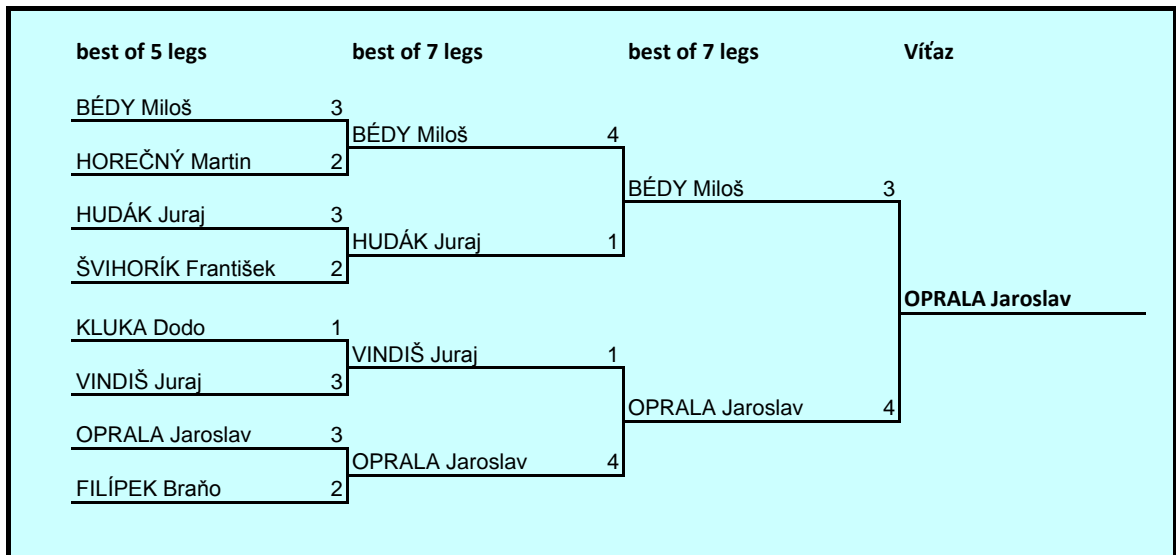 best of 5 legs best of 7 legs best of 7 legs Víťaz
BÉDY Miloš 3
BÉDY Miloš 4
HOREČNÝ Martin 2
BÉDY Miloš 3
HUDÁK Juraj 3
HUDÁK Juraj 1
ŠVIHORÍK František 2
OPRALA Jaroslav
KLUKA Dodo 1
VINDIŠ Juraj 1
VINDIŠ Juraj 3
OPRALA Jaroslav 4
OPRALA Jaroslav 3
OPRALA Jaroslav 4
FILÍPEK Braňo 2